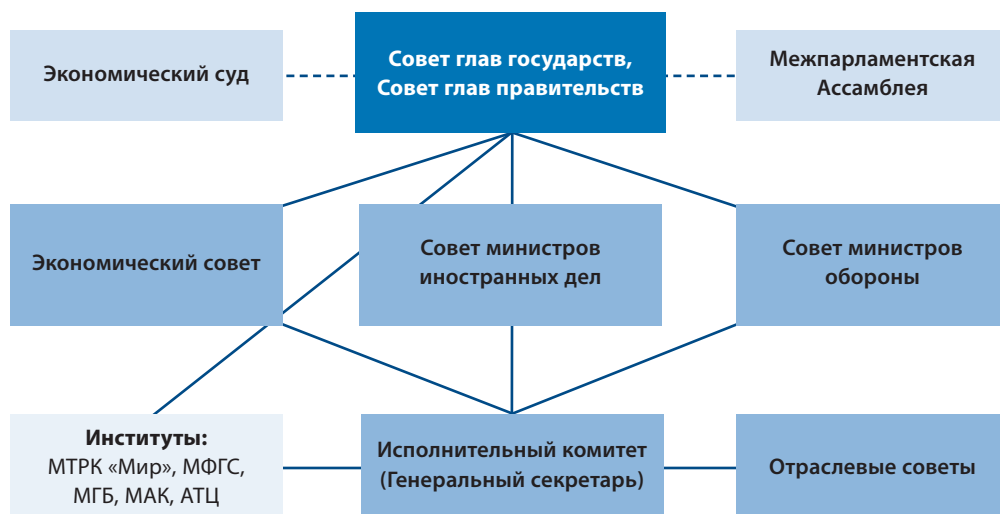 Экономический суд
Совет глав государств,
Совет глав правительств
Межпарламентская
Ассамблея
Экономический совет
Совет министров
иностранных дел
Совет министров
обороны
Институты:
МТРК «Мир», МФГС,
МГБ, МАК, АТЦ
Исполнительный комитет
(Генеральный секретарь)
Отраслевые советы